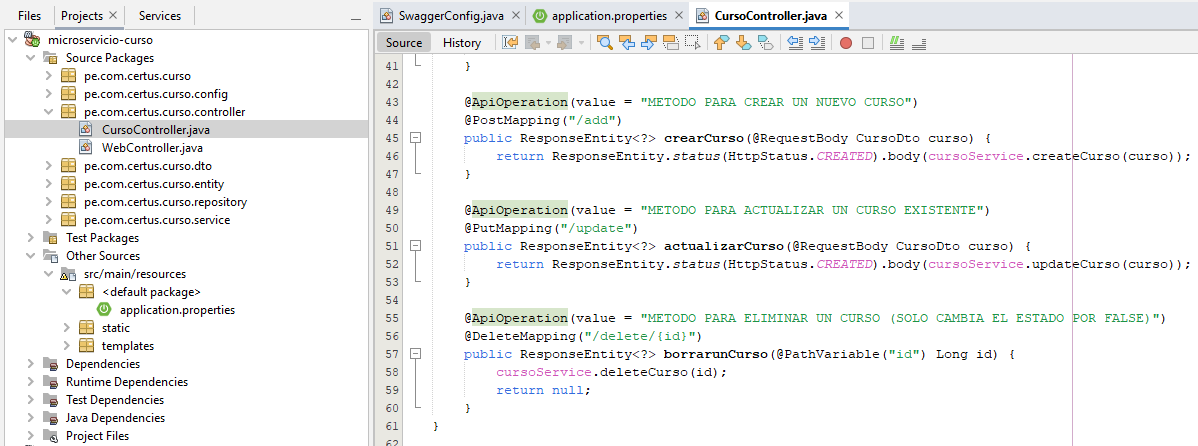 Files Projects Services
microservicio-curso
Source Packages
pe.com.certus.curso
pe.com.certus.curso.config
pe.com.certus.curso.controller
CursoController.java
WebController.java
pe.com.certus.curso.dto
pe.com.certus.curso.entity
pe.com.certus.curso.repository
pe.com.certus.curso.service
Test Packages
Other Sources
src/main/resources
<default package>
application.properties
static
templates
Dependencies
Runtime Dependencies
Test Dependencies
Java Dependencies
Project Files
SwaggerConfig.java application.properties CursoController.java
Source History
41 }
42
43 @ApiOperation(value = "METODO PARA CREAR UN NUEVO CURSO")
44 @PostMapping("/add")
45 public ResponseEntity<?> crearCurso(@RequestBody CursoDto curso) {
46 return ResponseEntity.status(HttpStatus.CREATED).body(cursoService.createCurso(curso));
47 }
48
49 @ApiOperation(value = "METODO PARA ACTUALIZAR UN CURSO EXISTENTE")
50 @PutMapping("/update")
51 public ResponseEntity<?> actualizarCurso(@RequestBody CursoDto curso) {
52 return ResponseEntity.status(HttpStatus.CREATED).body(cursoService.updateCurso(curso));
53 }
54
55 @ApiOperation(value = "METODO PARA ELIMINAR UN CURSO (SOLO CAMBIA EL ESTADO POR FALSE)")
56 @DeleteMapping("/delete/{id}")
57 public ResponseEntity<?> borrarunCurso(@PathVariable("id") Long id) {
58 cursoService.deleteCurso(id);
59 return null;
60 }
61 }
62